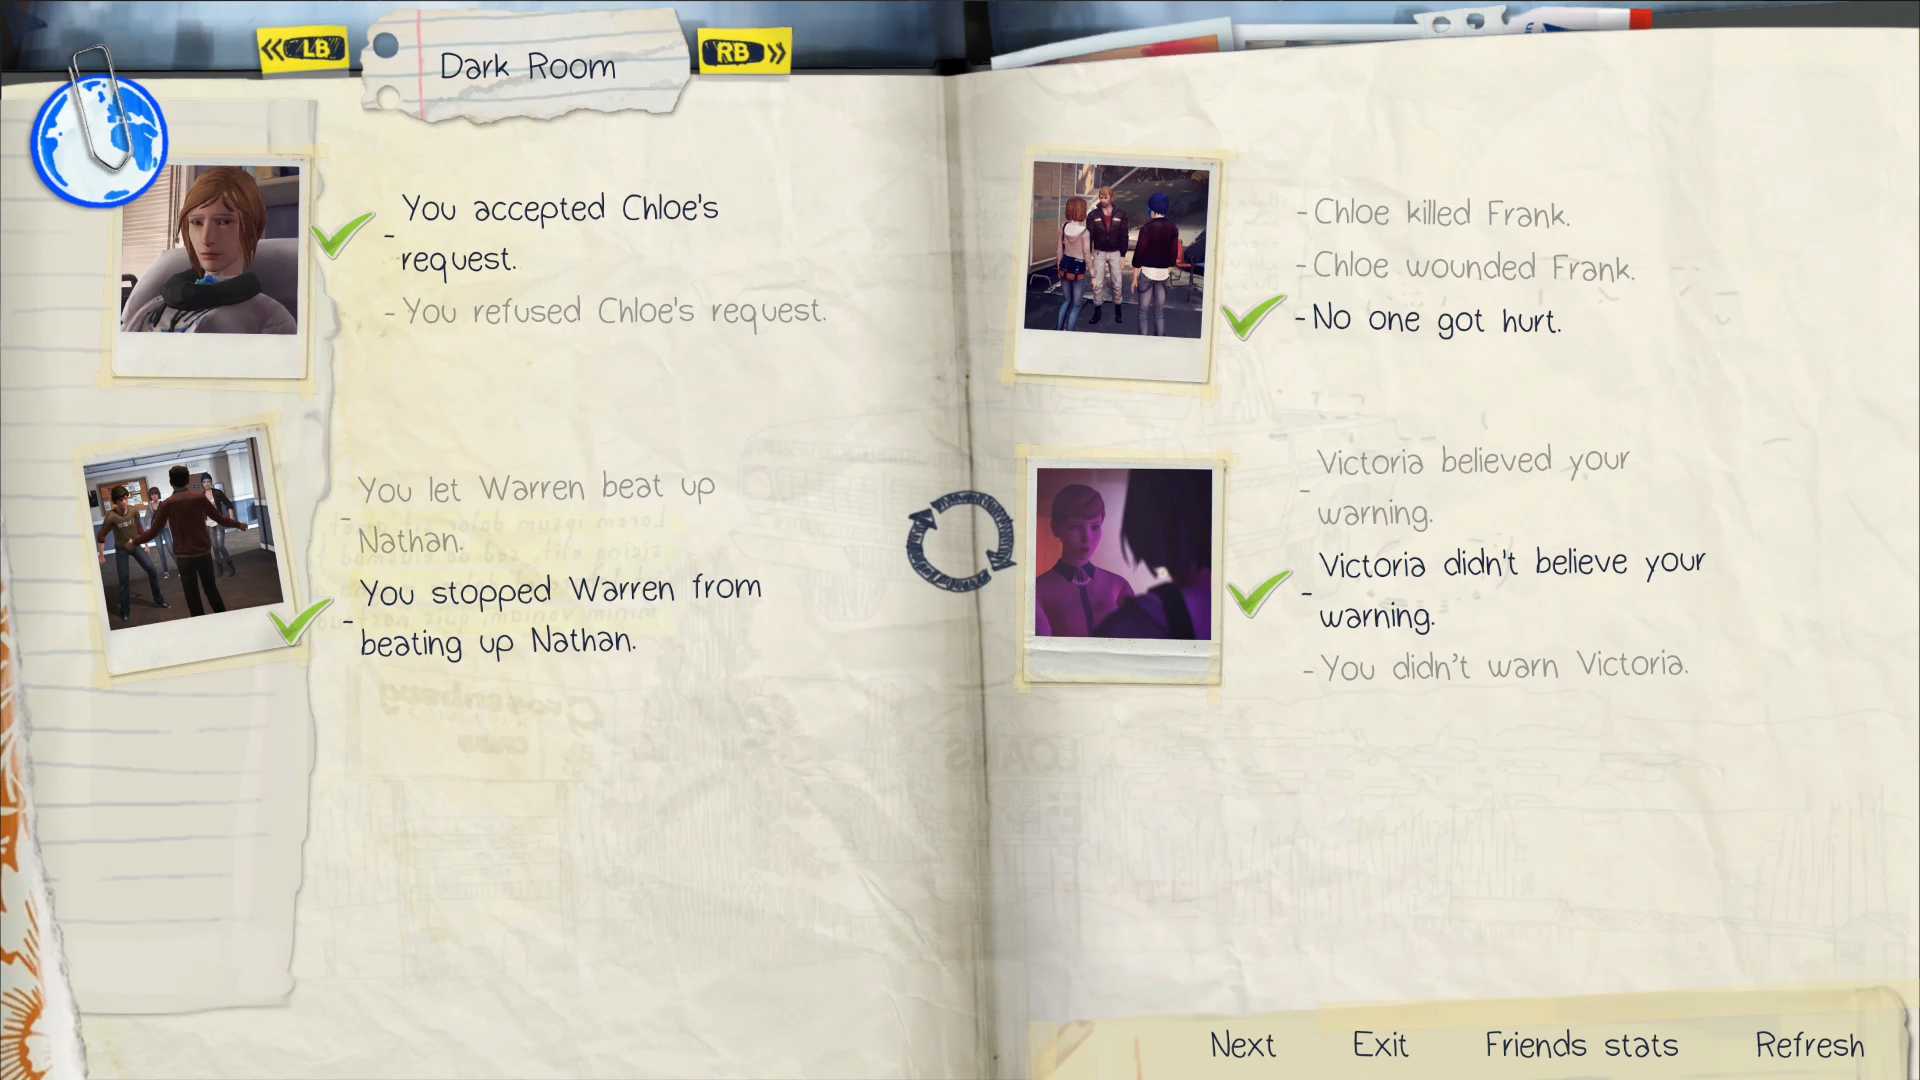 LB
Dark Room
RB
You accepted Chloe's
- request.
- You refused Chloe's request.
You let Warren beat up
- Nathan.
You stopped Warren from
- beating up Nathan.
- Chloe killed Frank.
- Chloe wounded Frank.
- No one got hurt.
Victoria believed your
- warning.
Victoria didn't believe your
- warning.
- You didn't warn Victoria.
Next Exit Friends stats Refresh